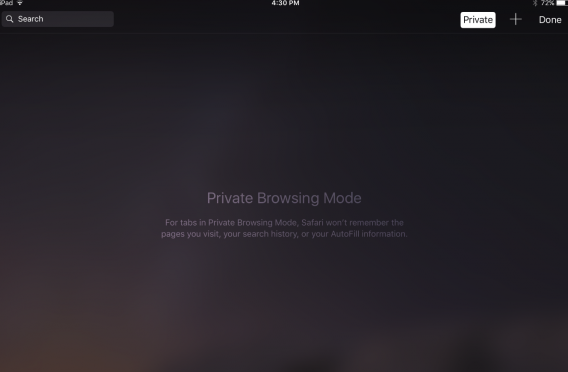 iPad
4:30 PM
72%
Search
Private
Done
Private Browsing Mode
For tabs in Private Browsing Mode, Safari won't remember the
pages you visit, your search history, or your AutoFill information.